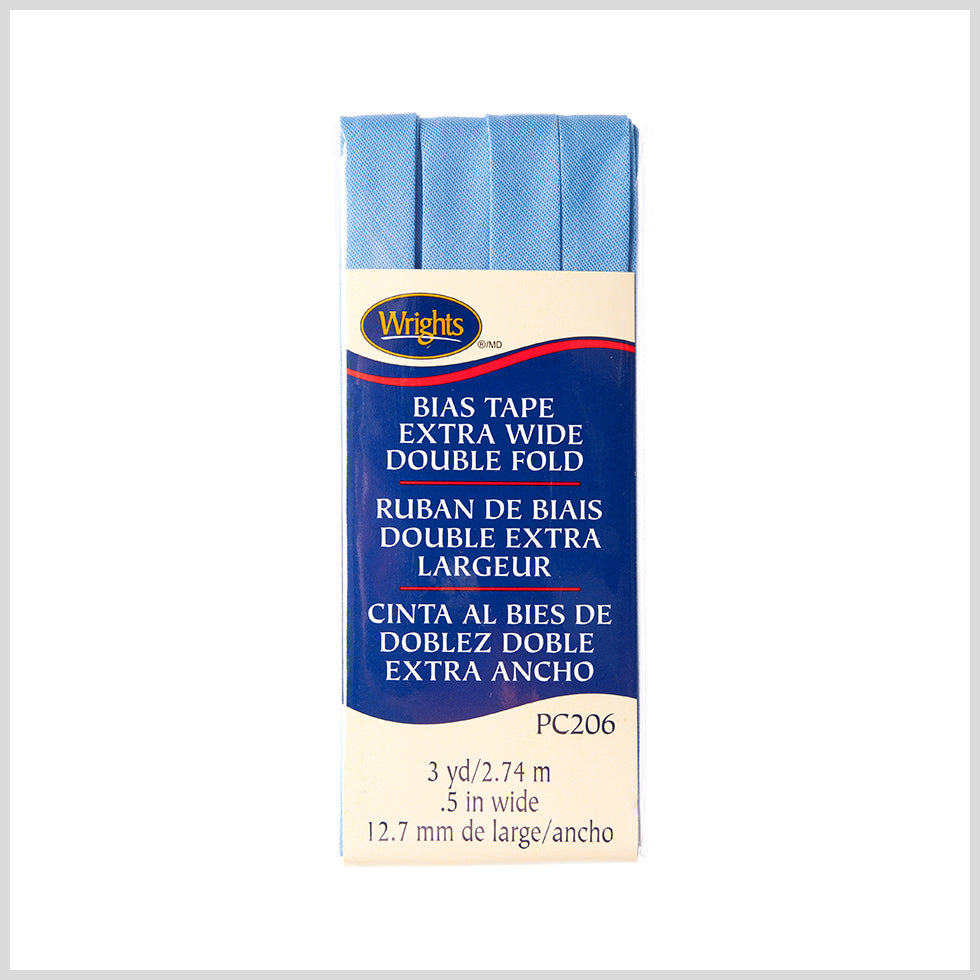 Wrights
®/MD
BIAS TAPE
EXTRA WIDE
DOUBLE FOLD
RUBAN DE BIAIS
DOUBLE EXTRA
LARGEUR
CINTA AL BIES DE
DOBLEZ DOBLE
EXTRA ANCHO
PC206
3 yd/2.74 m
.5 in wide
12.7 mm de large/ancho